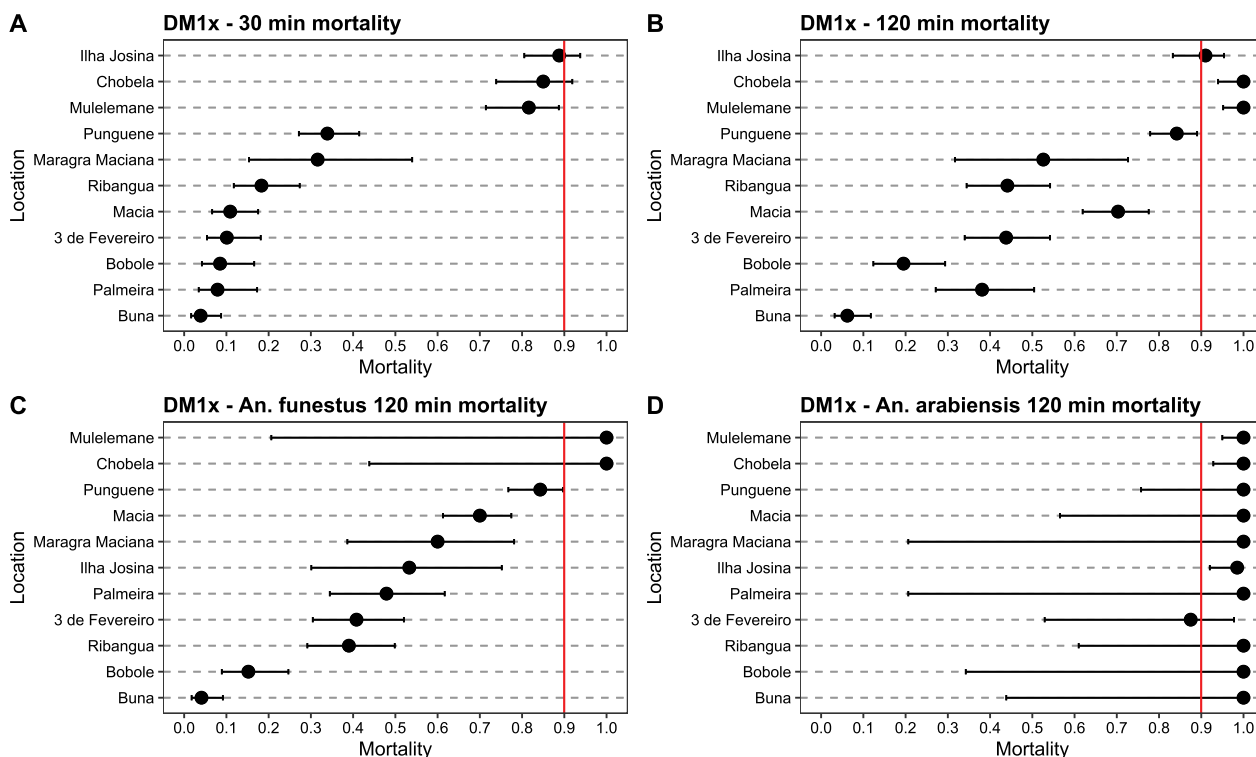 A
DM1x - 30 min mortality
Location
Ilha Josina
Chobela
Mulelemane
Punguene
Maragra Maciana
Ribangua
Macia
3 de Fevereiro
Bobole
Palmeira
Buna
0.0 0.1 0.2 0.3 0.4 0.5 0.6 0.7 0.8 0.9 1.0
Mortality
B
DM1x - 120 min mortality
Location
Ilha Josina
Chobela
Mulelemane
Punguene
Maragra Maciana
Ribangua
Macia
3 de Fevereiro
Bobole
Palmeira
Buna
0.0 0.1 0.2 0.3 0.4 0.5 0.6 0.7 0.8 0.9 1.0
Mortality
C
DM1x - An. funestus 120 min mortality
Location
Mulelemane
Chobela
Punguene
Macia
Maragra Maciana
Ilha Josina
Palmeira
3 de Fevereiro
Ribangua
Bobole
Buna
0.0 0.1 0.2 0.3 0.4 0.5 0.6 0.7 0.8 0.9 1.0
Mortality
D
DM1x - An. arabiensis 120 min mortality
Location
Mulelemane
Chobela
Punguene
Macia
Maragra Maciana
Ilha Josina
Palmeira
3 de Fevereiro
Ribangua
Bobole
Buna
0.0 0.1 0.2 0.3 0.4 0.5 0.6 0.7 0.8 0.9 1.0
Mortality